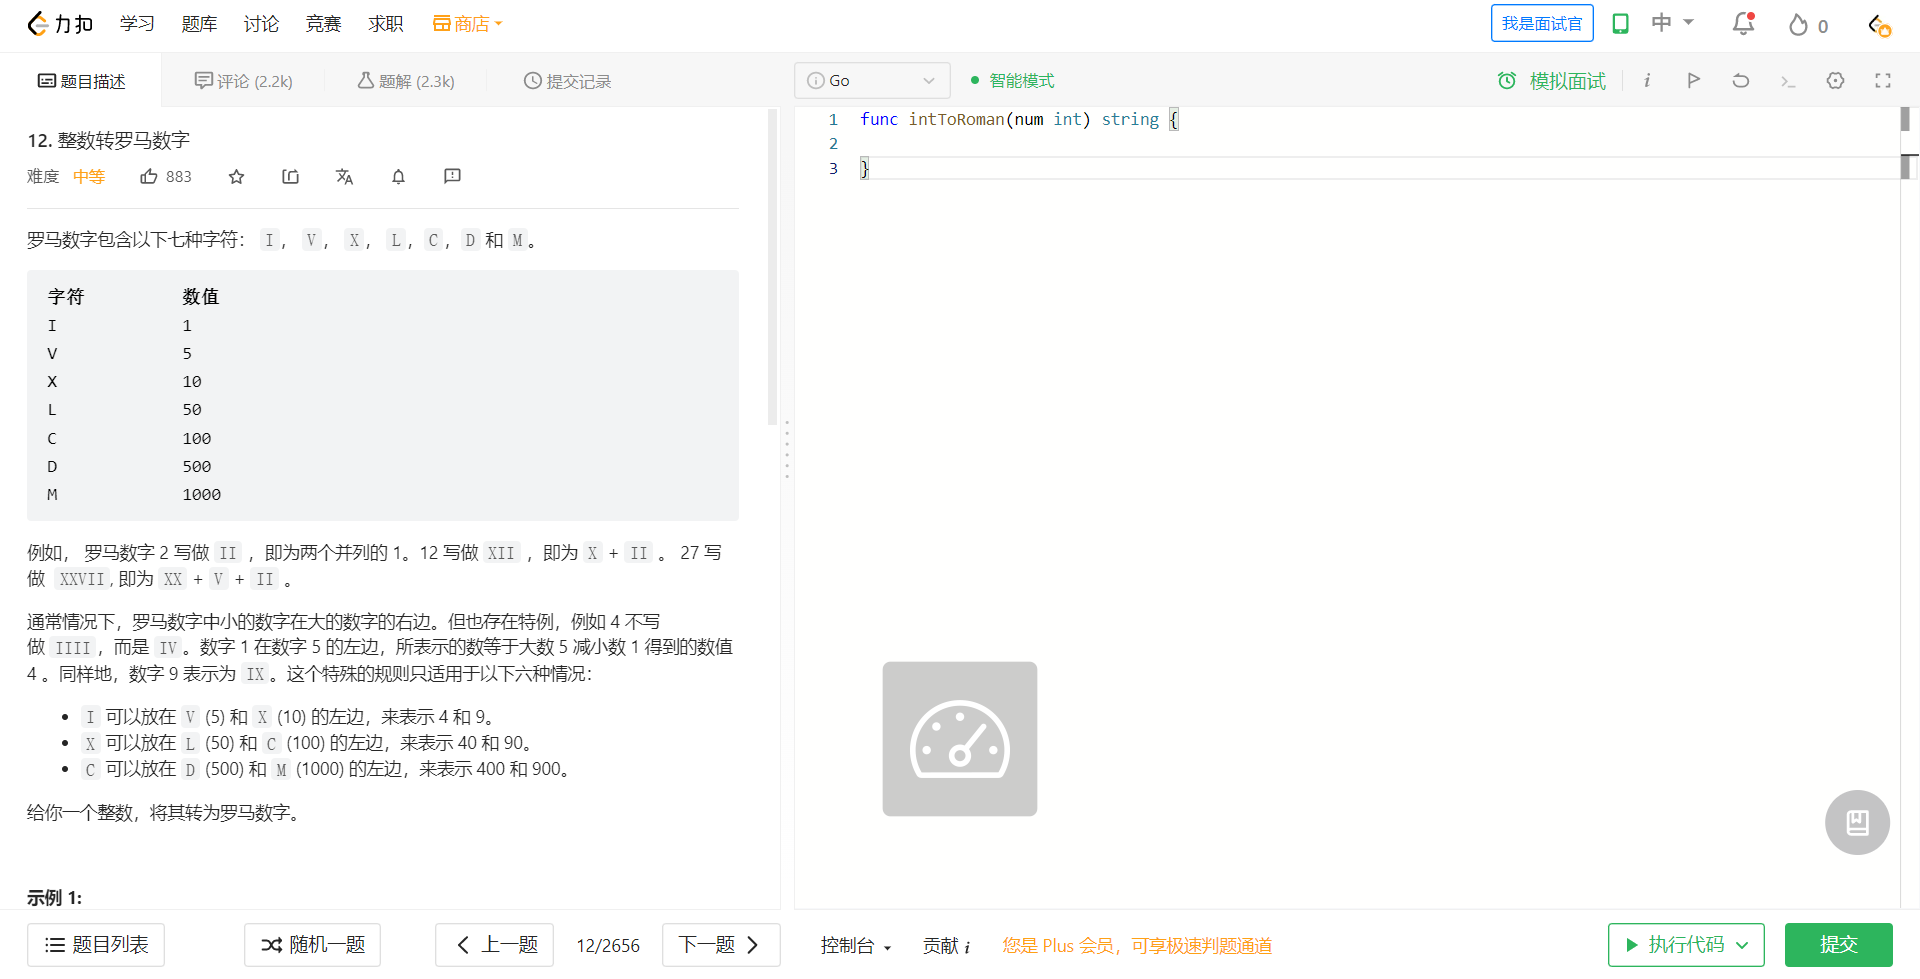 力扣 学习 题库 讨论 竞赛 求职 商店 我是面试官 中 0
题目描述 评论 (2.2k) 题解 (2.3k) 提交记录
12. 整数转罗马数字
难度 中等 883
罗马数字包含以下七种字符： I， V， X， L，C，D 和 M。
字符 数值
I 1
V 5
X 10
L 50
C 100
D 500
M 1000
例如， 罗马数字 2 写做 II ，即为两个并列的 1。12 写做 XII ，即为 X + II 。 27 写
做 XXVII, 即为 XX + V + II 。
通常情况下，罗马数字中小的数字在大的数字的右边。但也存在特例，例如 4 不写
做 IIII，而是 IV。数字 1 在数字 5 的左边，所表示的数等于大数 5 减小数 1 得到的数值
4 。同样地，数字 9 表示为 IX。这个特殊的规则只适用于以下六种情况：
• I 可以放在 V (5) 和 X (10) 的左边，来表示 4 和 9。
• X 可以放在 L (50) 和 C (100) 的左边，来表示 40 和 90。
• C 可以放在 D (500) 和 M (1000) 的左边，来表示 400 和 900。
给你一个整数，将其转为罗马数字。
示例 1:
题目列表 随机一题 上一题 12/2656 下一题
Go 智能模式 模拟面试
1 func intToRoman(num int) string {
2
3 }
控制台 贡献 i 您是 Plus 会员，可享极速判题通道 执行代码 提交